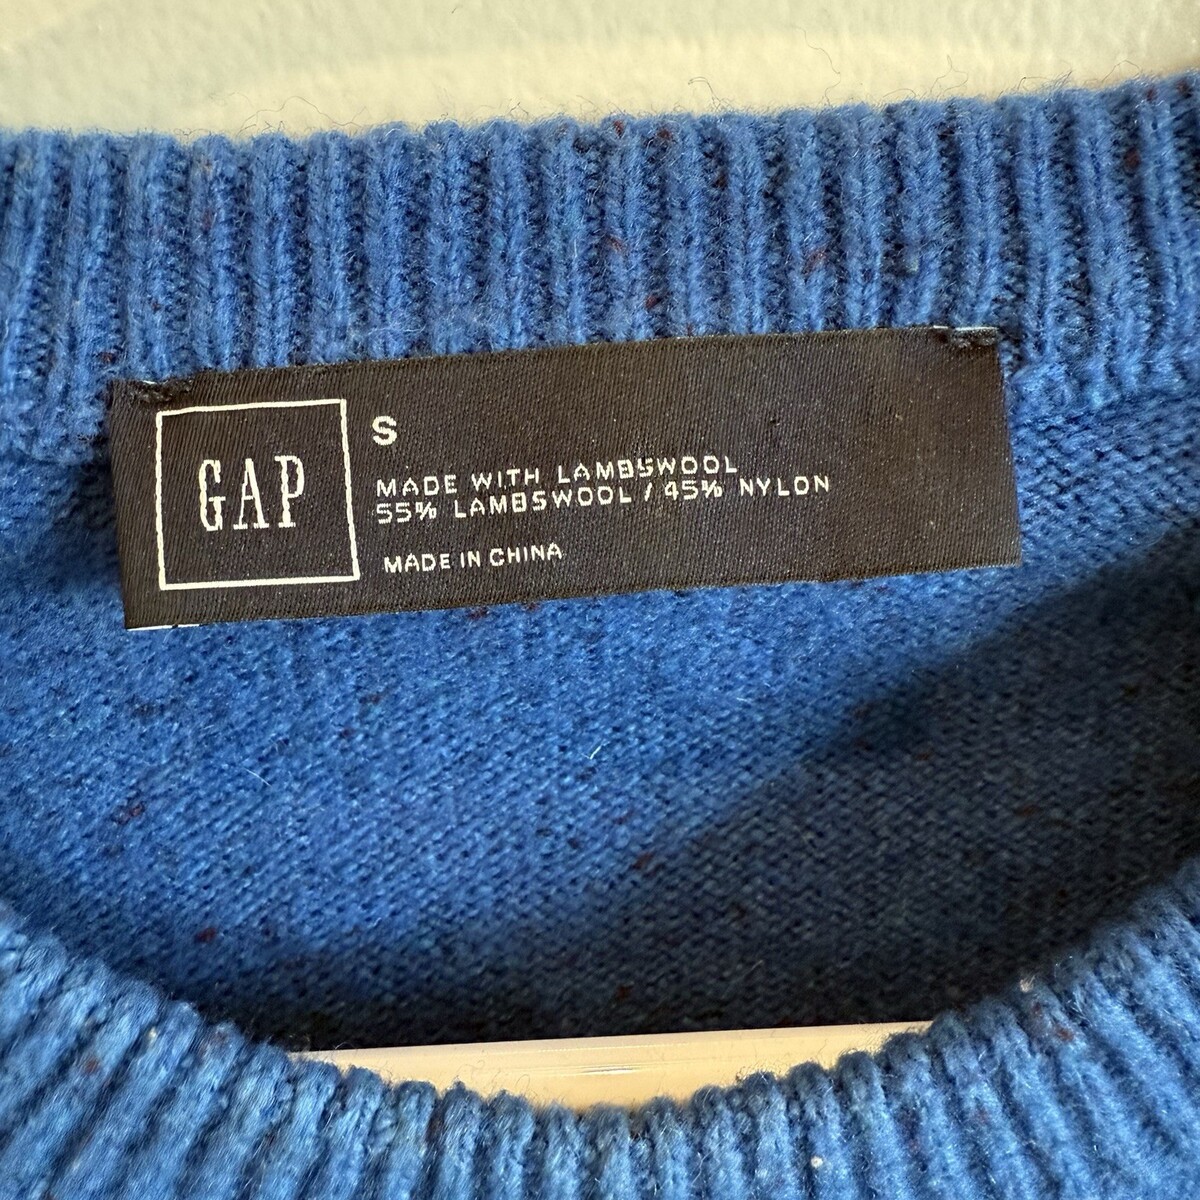 GAP
S
MADE WITH LAMBSWOOL
55% LAMBSWOOL / 45% NYLON
MADE IN CHINA